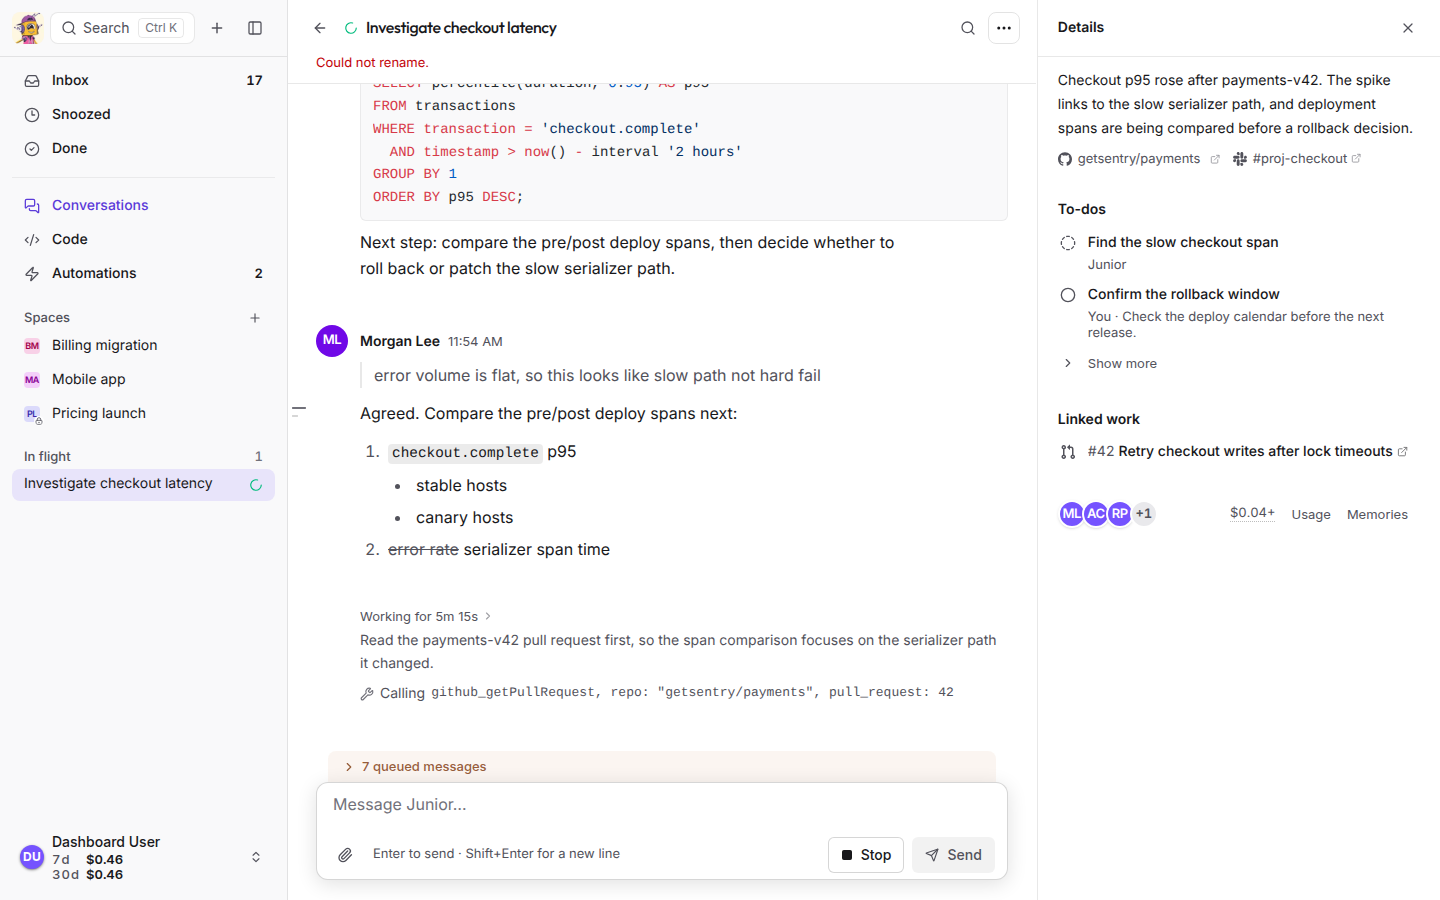 Search Ctrl K
Inbox 17
Snoozed
Done
Conversations
Code
Automations 2
Spaces
BM Billing migration
MA Mobile app
PL Pricing launch
In flight 1
Investigate checkout latency
DU Dashboard User
7d $0.46
30d $0.46
Investigate checkout latency
Could not rename.
SELECT percentile(duration, 0.95) AS p95
FROM transactions
WHERE transaction = 'checkout.complete'
AND timestamp > now() - interval '2 hours'
GROUP BY 1
ORDER BY p95 DESC;
Next step: compare the pre/post deploy spans, then decide whether to
roll back or patch the slow serializer path.
ML Morgan Lee 11:54 AM
error volume is flat, so this looks like slow path not hard fail
Agreed. Compare the pre/post deploy spans next:
1. checkout.complete p95
• stable hosts
• canary hosts
2. error rate serializer span time
Working for 5m 15s
Read the payments-v42 pull request first, so the span comparison focuses on the serializer path
it changed.
Calling github_getPullRequest, repo: "getsentry/payments", pull_request: 42
7 queued messages
Message Junior...
Enter to send · Shift+Enter for a new line
Stop
Send
Details
Checkout p95 rose after payments-v42. The spike
links to the slow serializer path, and deployment
spans are being compared before a rollback decision.
getsentry/payments #proj-checkout
To-dos
Find the slow checkout span
Junior
Confirm the rollback window
You · Check the deploy calendar before the next
release.
Show more
Linked work
#42 Retry checkout writes after lock timeouts
ML AC RP +1 $0.04+ Usage Memories